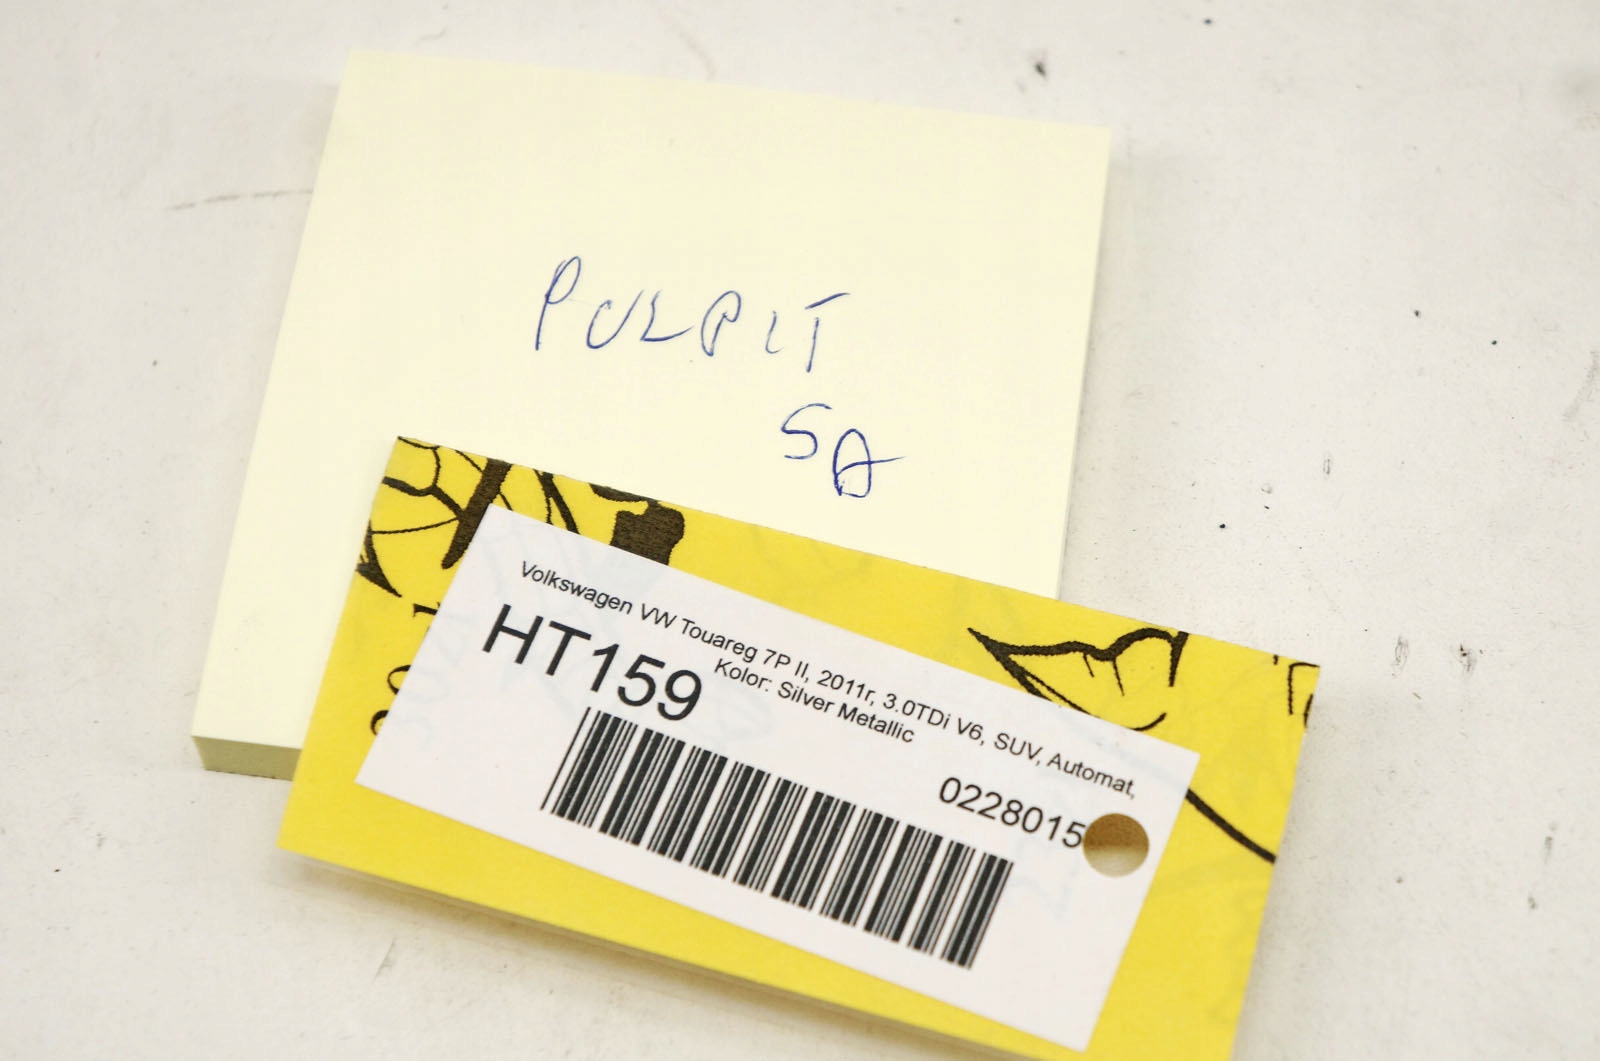 PULPIT
SA
Volkswagen VW Touareg 7P II, 2011r, 3.0TDi V6, SUV, Automat,
Kolor: Silver Metallic
HT159
0228015